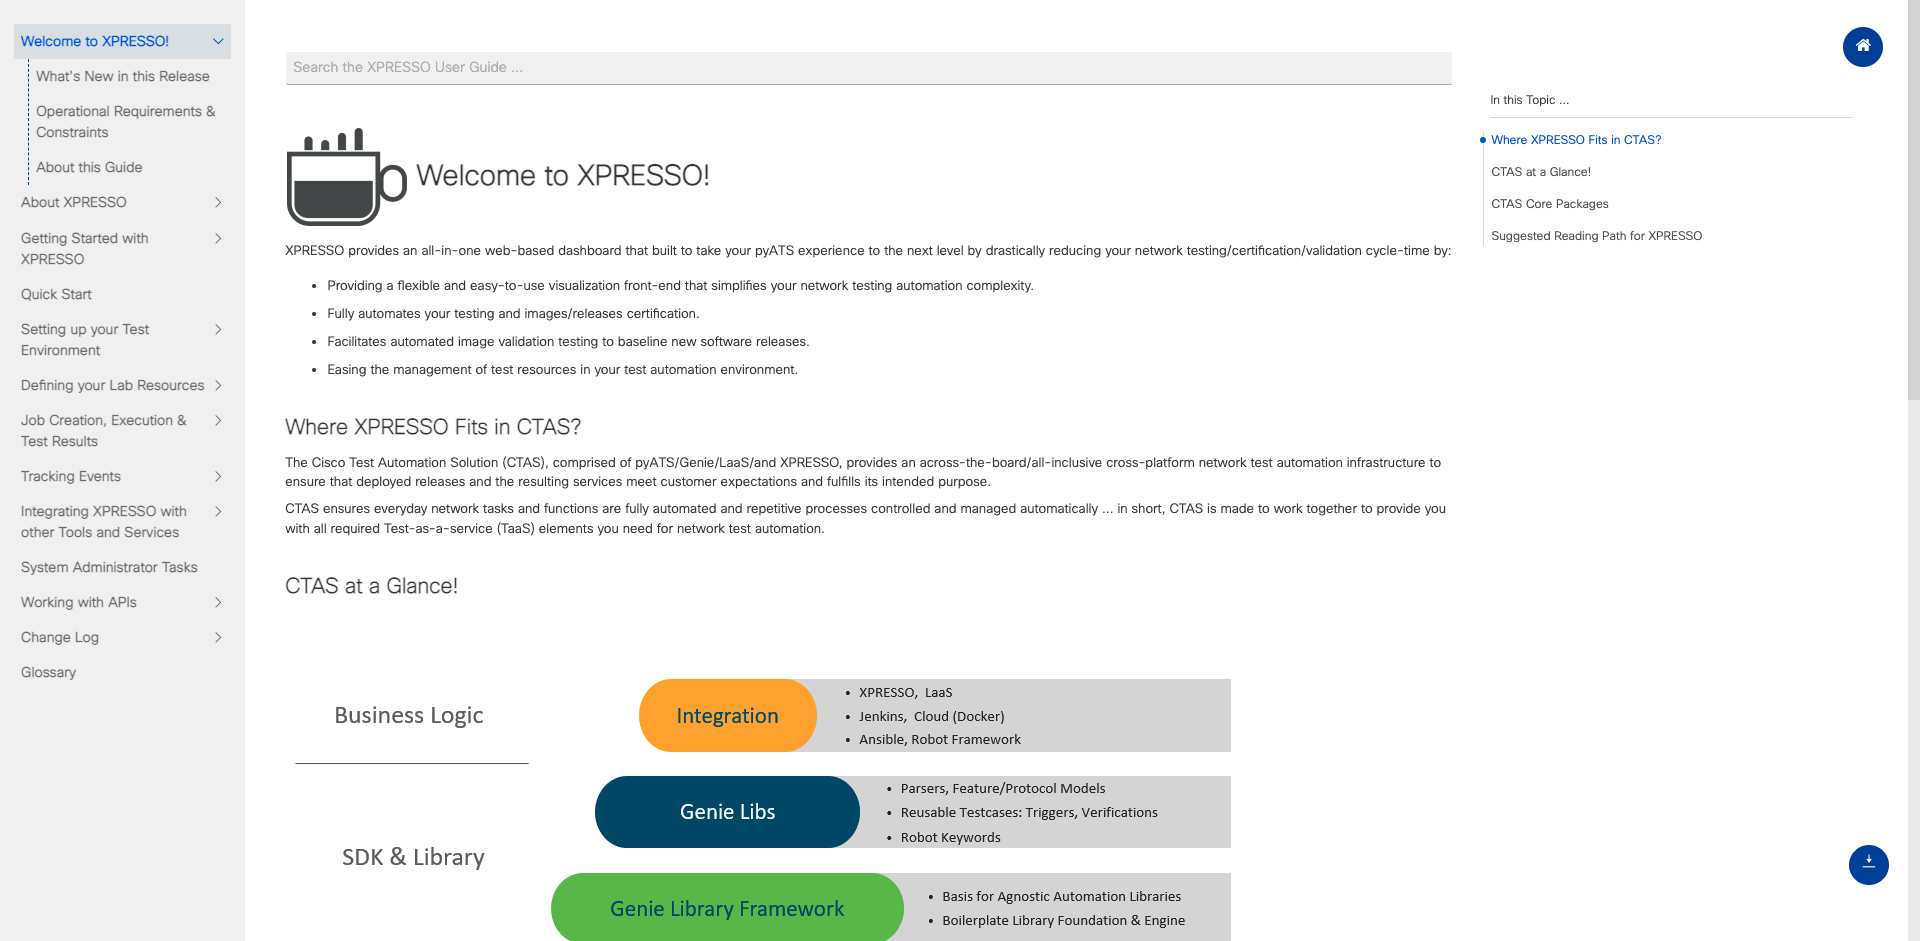 Welcome to XPRESSO!
What's New in this Release
Operational Requirements &
Constraints
About this Guide
About XPRESSO
Getting Started with
XPRESSO
Quick Start
Setting up your Test
Environment
Defining your Lab Resources
Job Creation, Execution &
Test Results
Tracking Events
Integrating XPRESSO with
other Tools and Services
System Administrator Tasks
Working with APIs
Change Log
Glossary
Search the XPRESSO User Guide ...
Welcome to XPRESSO!
XPRESSO provides an all-in-one web-based dashboard that built to take your pyATS experience to the next level by drastically reducing your network testing/certification/validation cycle-time by:
• Providing a flexible and easy-to-use visualization front-end that simplifies your network testing automation complexity.
• Fully automates your testing and images/releases certification.
• Facilitates automated image validation testing to baseline new software releases.
• Easing the management of test resources in your test automation environment.
Where XPRESSO Fits in CTAS?
The Cisco Test Automation Solution (CTAS), comprised of pyATS/Genie/LaaS/and XPRESSO, provides an across-the-board/all-inclusive cross-platform network test automation infrastructure to
ensure that deployed releases and the resulting services meet customer expectations and fulfills its intended purpose.
CTAS ensures everyday network tasks and functions are fully automated and repetitive processes controlled and managed automatically ... in short, CTAS is made to work together to provide you
with all required Test-as-a-service (TaaS) elements you need for network test automation.
CTAS at a Glance!
Business Logic
Integration
• XPRESSO, LaaS
• Jenkins, Cloud (Docker)
• Ansible, Robot Framework
Genie Libs
• Parsers, Feature/Protocol Models
• Reusable Testcases: Triggers, Verifications
• Robot Keywords
SDK & Library
Genie Library Framework
• Basis for Agnostic Automation Libraries
• Boilerplate Library Foundation & Engine
In this Topic ...
Where XPRESSO Fits in CTAS?
CTAS at a Glance!
CTAS Core Packages
Suggested Reading Path for XPRESSO